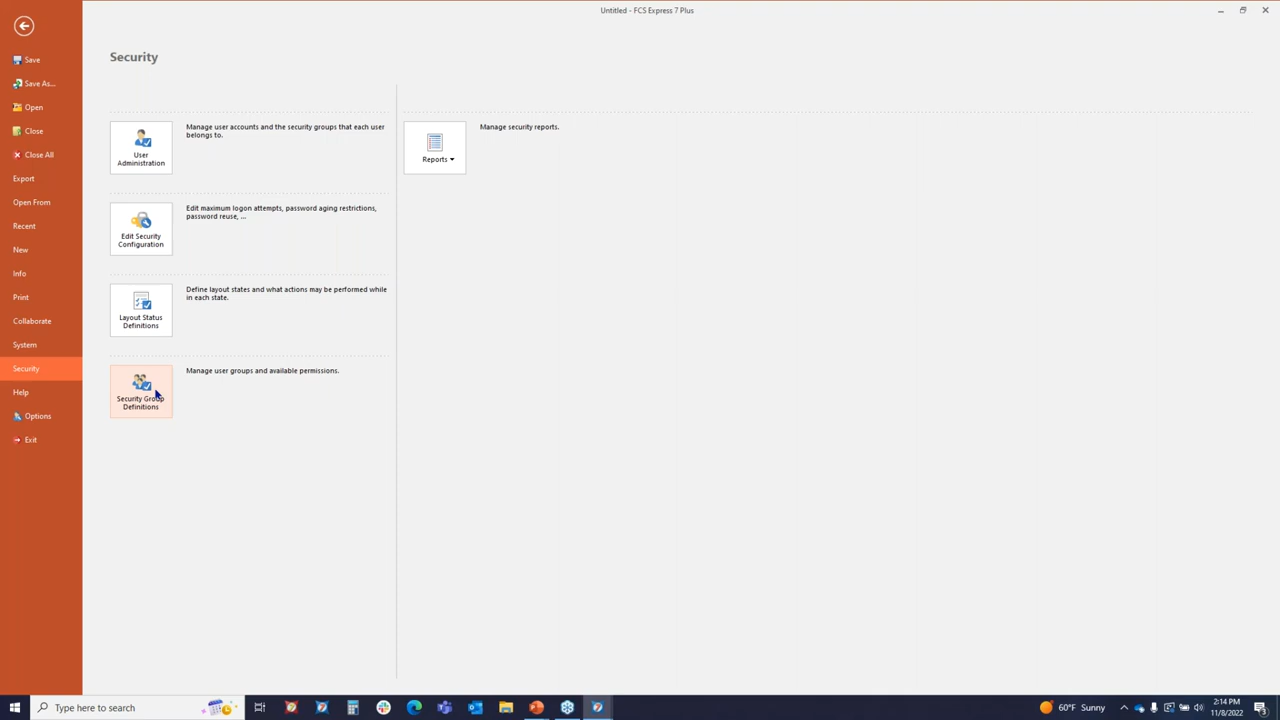 Untitled - FCS Express 7 Plus
Save
Save As...
Open
Close
Close All
Export
Open From
Recent
New
Info
Print
Collaborate
System
Security
Help
Options
Exit
Security
User
Administration
Manage user accounts and the security groups that each user
belongs to.
Edit Security
Configuration
Edit maximum logon attempts, password aging restrictions,
password reuse, ...
Layout Status
Definitions
Define layout states and what actions may be performed while
in each state.
Security Group
Definitions
Manage user groups and available permissions.
Reports
Manage security reports.
Type here to search
60°F Sunny
2:14 PM
11/8/2022
3